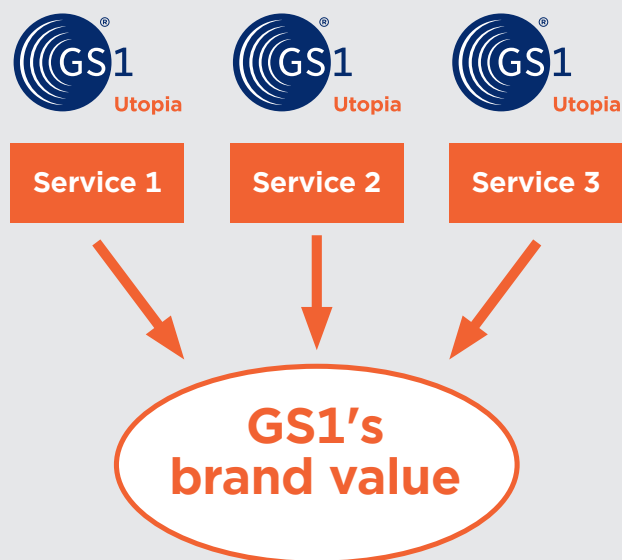 GS1® GS1® GS1®
Utopia Utopia Utopia
Service 1 Service 2 Service 3
GS1's
brand value